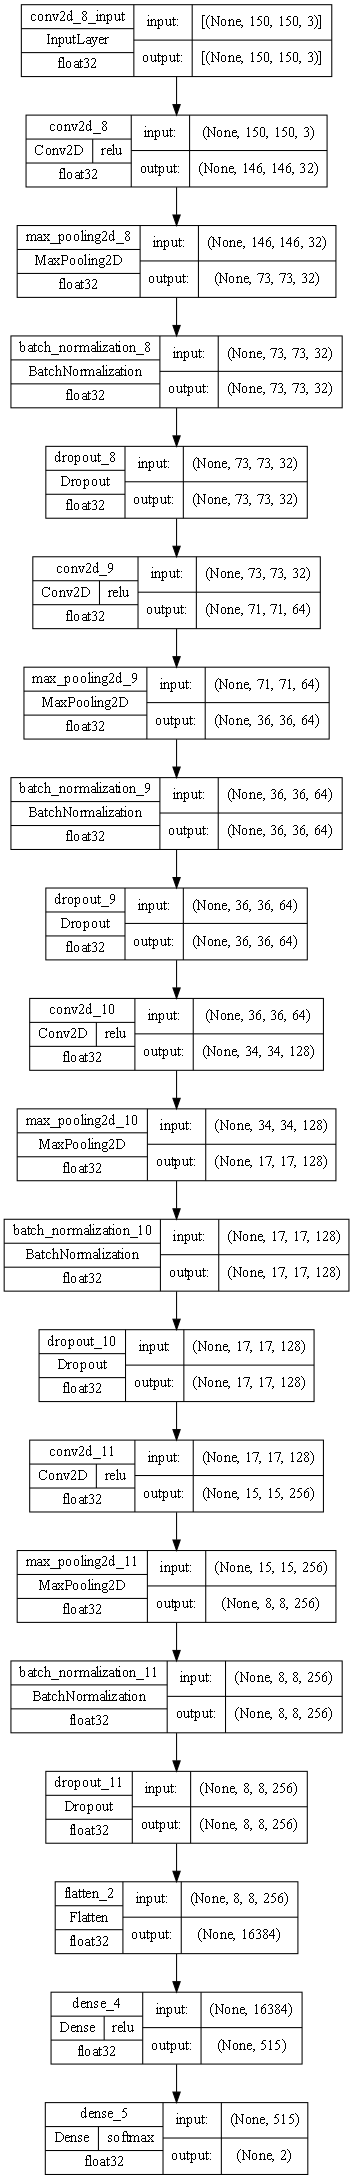 conv2d_8_input
InputLayer
float32
input:
[(None, 150, 150, 3)]
output:
[(None, 150, 150, 3)]
conv2d_8
Conv2D relu
float32
input:
(None, 150, 150, 3)
output:
(None, 146, 146, 32)
max_pooling2d_8
MaxPooling2D
float32
input:
(None, 146, 146, 32)
output:
(None, 73, 73, 32)
batch_normalization_8
BatchNormalization
float32
input:
(None, 73, 73, 32)
output:
(None, 73, 73, 32)
dropout_8
Dropout
float32
input:
(None, 73, 73, 32)
output:
(None, 73, 73, 32)
conv2d_9
Conv2D relu
float32
input:
(None, 73, 73, 32)
output:
(None, 71, 71, 64)
max_pooling2d_9
MaxPooling2D
float32
input:
(None, 71, 71, 64)
output:
(None, 36, 36, 64)
batch_normalization_9
BatchNormalization
float32
input:
(None, 36, 36, 64)
output:
(None, 36, 36, 64)
dropout_9
Dropout
float32
input:
(None, 36, 36, 64)
output:
(None, 36, 36, 64)
conv2d_10
Conv2D relu
float32
input:
(None, 36, 36, 64)
output:
(None, 34, 34, 128)
max_pooling2d_10
MaxPooling2D
float32
input:
(None, 34, 34, 128)
output:
(None, 17, 17, 128)
batch_normalization_10
BatchNormalization
float32
input:
(None, 17, 17, 128)
output:
(None, 17, 17, 128)
dropout_10
Dropout
float32
input
(None, 17, 17, 128)
output:
(None, 17, 17, 128)
conv2d_11
Conv2D relu
float32
input:
(None, 17, 17, 128)
output:
(None, 15, 15, 256)
max_pooling2d_11
MaxPooling2D
float32
input:
(None, 15, 15, 256)
output:
(None, 8, 8, 256)
batch_normalization_11
BatchNormalization
float32
input:
(None, 8, 8, 256)
output:
(None, 8, 8, 256)
dropout_11
Dropout
float32
input:
(None, 8, 8, 256)
output:
(None, 8, 8, 256)
flatten_2
Flatten
float32
input:
(None, 8, 8, 256)
output:
(None, 16384)
dense_4
Dense relu
float32
input:
(None, 16384)
output:
(None, 515)
dense_5
Dense softmax
float32
input:
(None, 515)
output:
(None, 2)